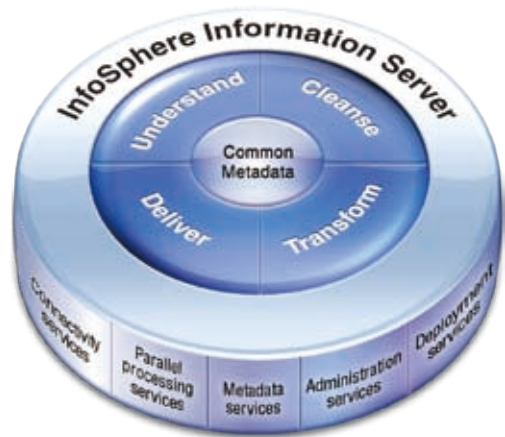 InfoSphere Information Server
Understand
Cleanse
Common
Metadata
Deliver
Transform
Connectivity
services
Parallel
processing
services
Metadata
services
Administration
services
Deployment
services